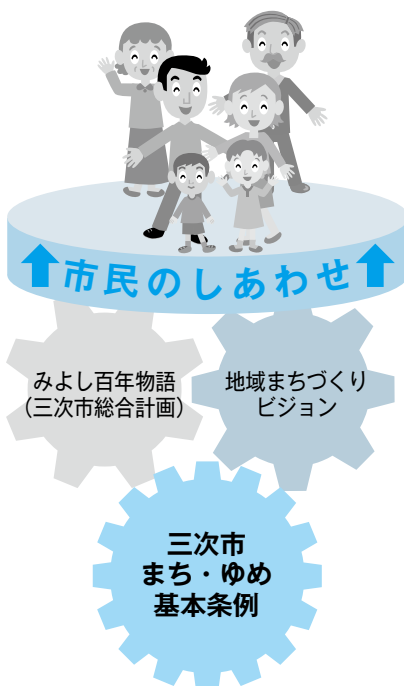 市民のしあわせ
みよし百年物語
（三次市総合計画）
地域まちづくり
ビジョン
三次市
まち・ゆめ
基本条例